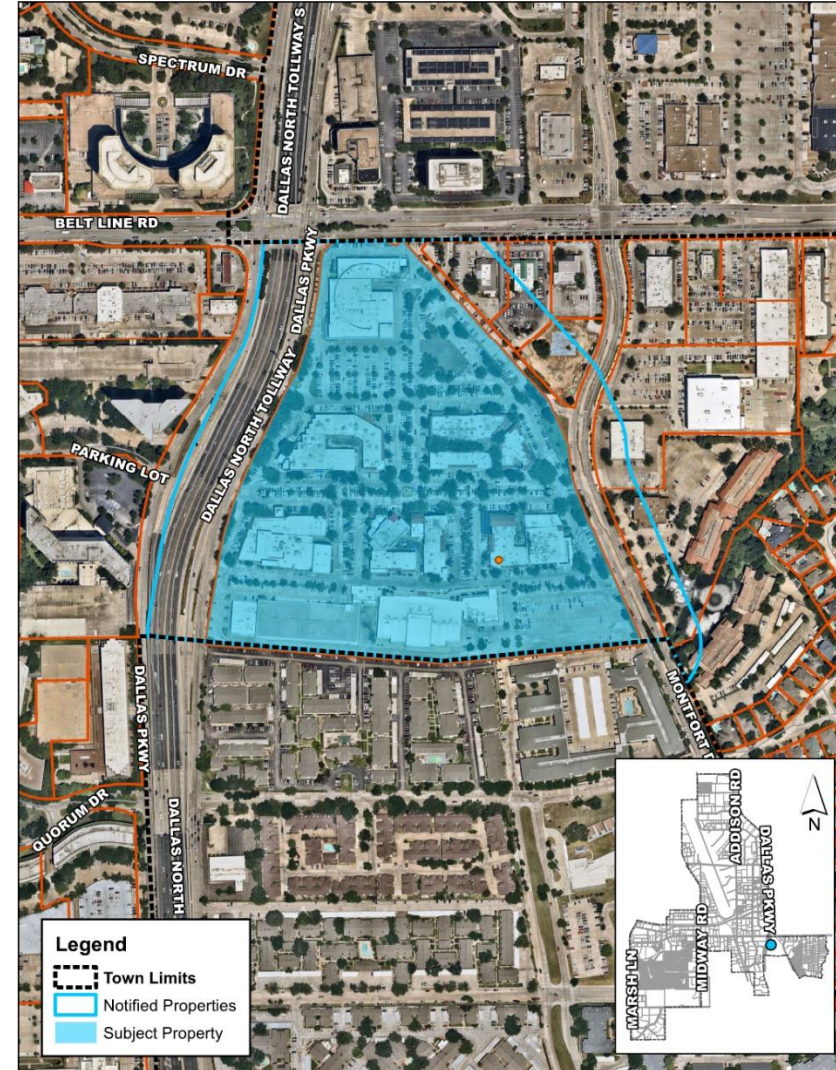 SPECTRUM DR
DALLAS NORTH TOLLWAY S
BELT LINE RD
DALLAS PKWY
DALLAS NORTH TOLLWAY
PARKING LOT
DALLAS PKWY
MONTFORT D
QUORUM DR
DALLAS NORTH
Legend
Town Limits
Notified Properties
Subject Property
N
ADDISON RD
DALLAS PKWY
MIDWAY RD
MARSH LN